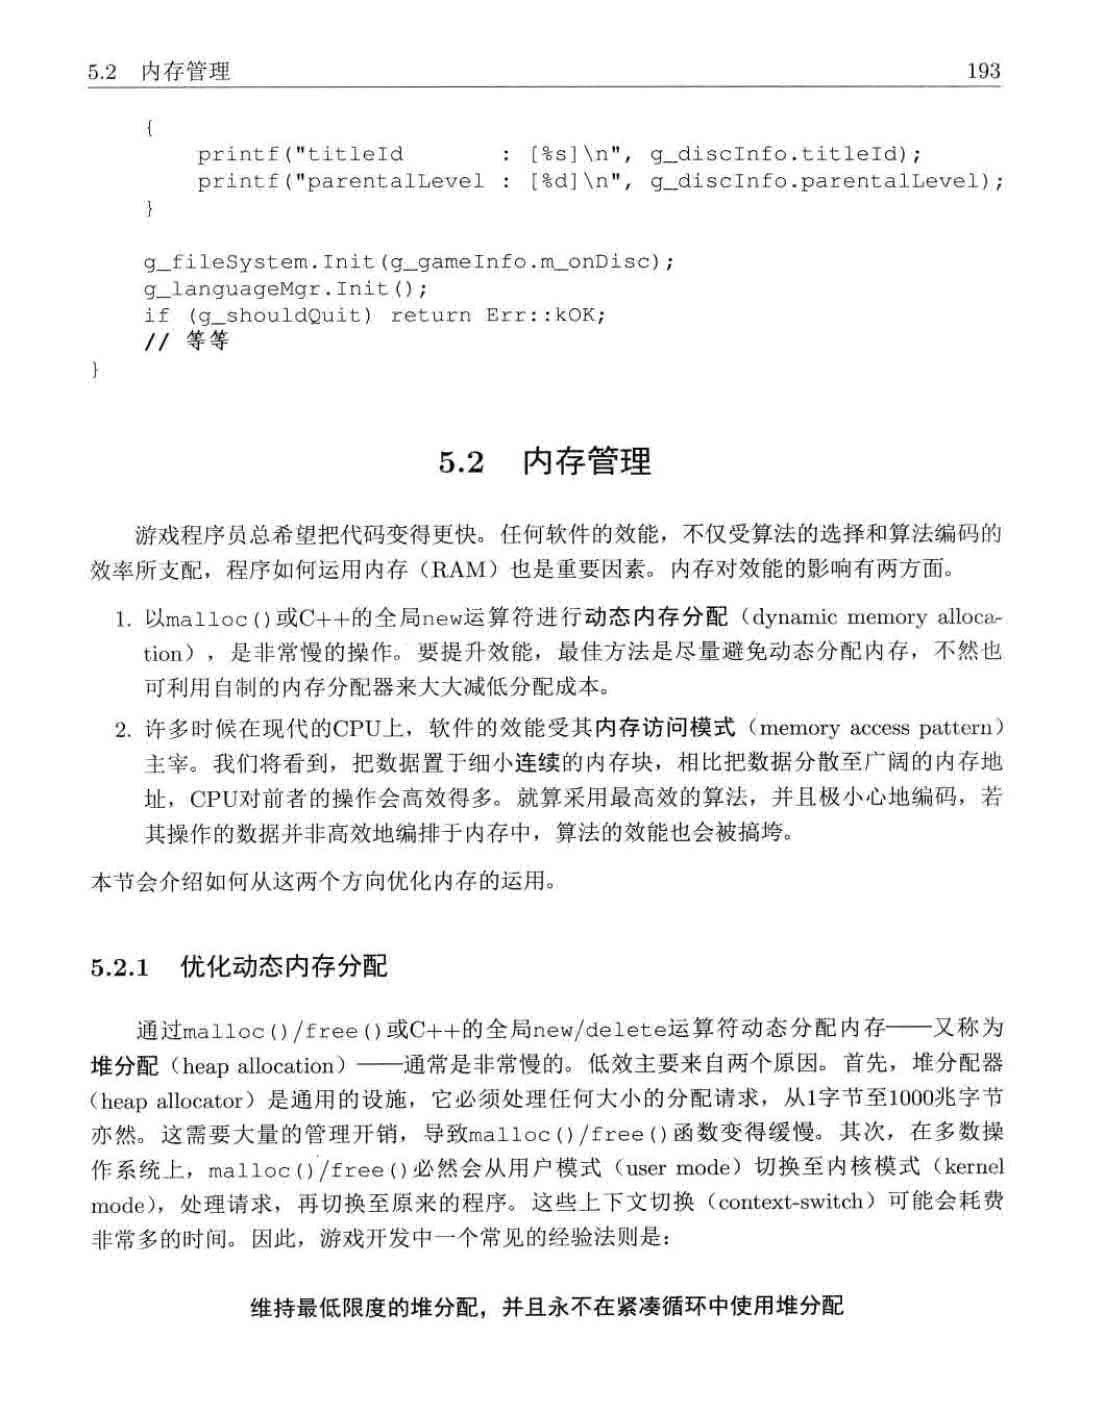 5.2 内存管理 193
{
printf("titleId : [%s]\n", g_discInfo.titleId);
printf("parentalLevel : [%d]\n", g_discInfo.parentalLevel);
}
g_fileSystem.Init(g_gameInfo.m_onDisc);
g_languageMgr.Init();
if (g_shouldQuit) return Err::kOK;
// 等等
}
5.2 内存管理
游戏程序员总希望把代码变得更快。任何软件的效能，不仅受算法的选择和算法编码的
效率所支配，程序如何运用内存（RAM）也是重要因素。内存对效能的影响有两方面。
1. 以malloc()或C++的全局new运算符进行动态内存分配（dynamic memory alloca-
tion），是非常慢的操作。要提升效能，最佳方法是尽量避免动态分配内存，不然也
可利用自制的内存分配器来大大减低分配成本。
2. 许多时候在现代的CPU上，软件的效能受其内存访问模式（memory access pattern）
主宰。我们将看到，把数据置于细小连续的内存块，相比把数据分散至广阔的内存地
址，CPU对前者的操作会高效得多。就算采用最高效的算法，并且极小心地编码，若
其操作的数据并非高效地编排于内存中，算法的效能也会被搞垮。
本节会介绍如何从这两个方向优化内存的运用。
5.2.1 优化动态内存分配
通过malloc()/free()或C++的全局new/delete运算符动态分配内存——又称为
堆分配（heap allocation）——通常是非常慢的。低效主要来自两个原因。首先，堆分配器
（heap allocator）是通用的设施，它必须处理任何大小的分配请求，从1字节至1000兆字节
亦然。这需要大量的管理开销，导致malloc()/free()函数变得缓慢。其次，在多数操
作系统上，malloc()/free()必然会从用户模式（user mode）切换至内核模式（kernel
mode），处理请求，再切换至原来的程序。这些上下文切换（context-switch）可能会耗费
非常多的时间。因此，游戏开发中一个常见的经验法则是：
维持最低限度的堆分配，并且永不在紧凑循环中使用堆分配